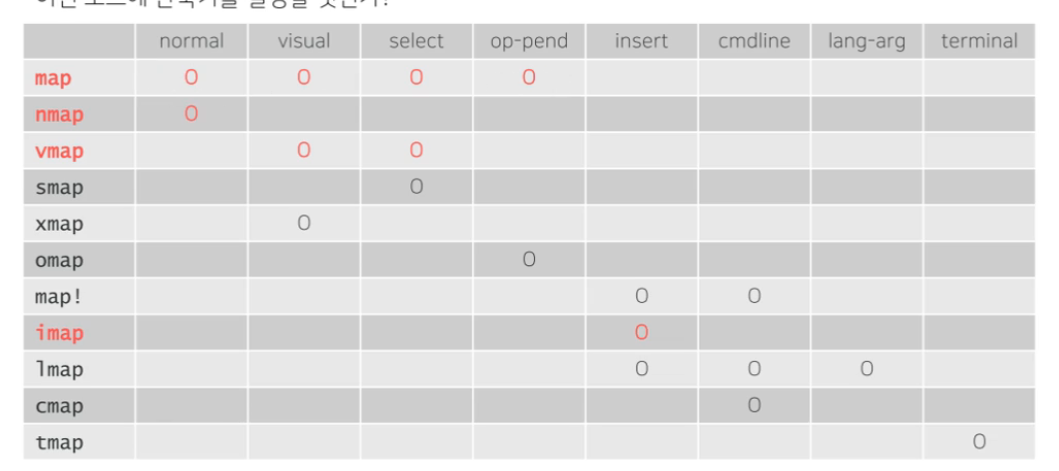 normal visual select op-pend insert cmdline lang-arg terminal
map O O O O
nmap O
vmap O O
smap O
xmap O
omap O
map! O O
imap O
lmap O O O
cmap O
tmap O